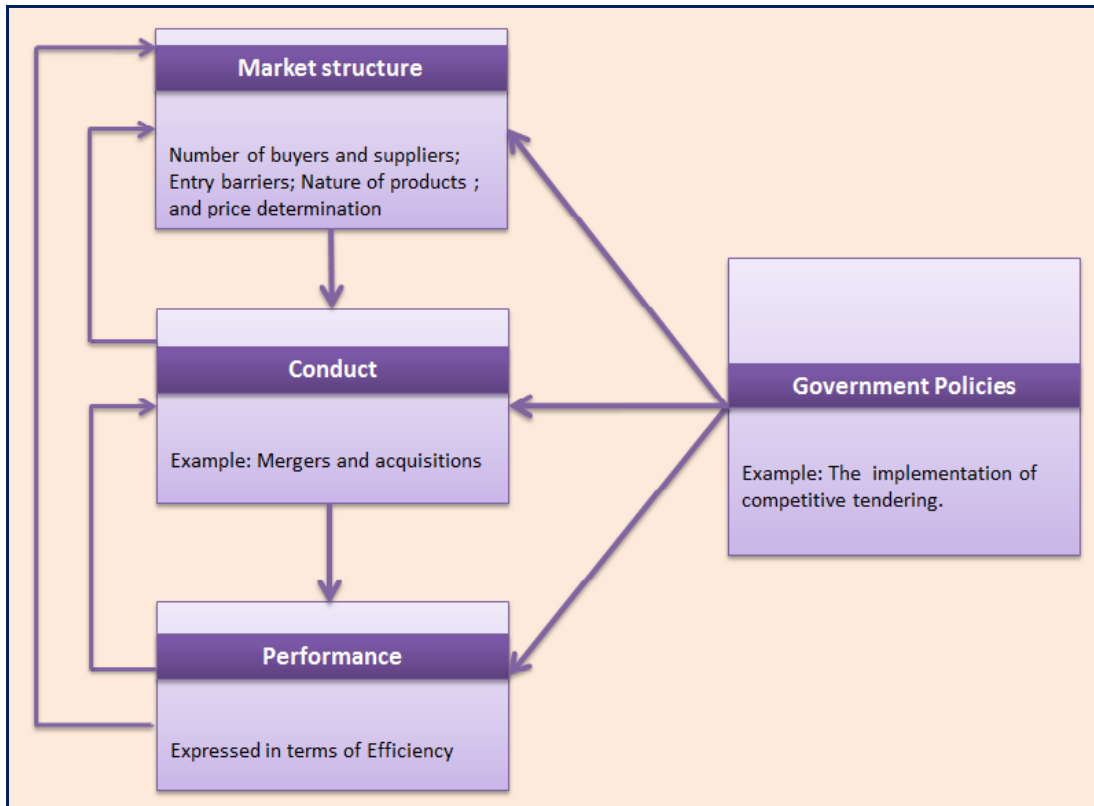 Market structure
Number of buyers and suppliers;
Entry barriers; Nature of products ;
and price determination
Conduct
Example: Mergers and acquisitions
Performance
Expressed in terms of Efficiency
Government Policies
Example: The implementation of
competitive tendering.